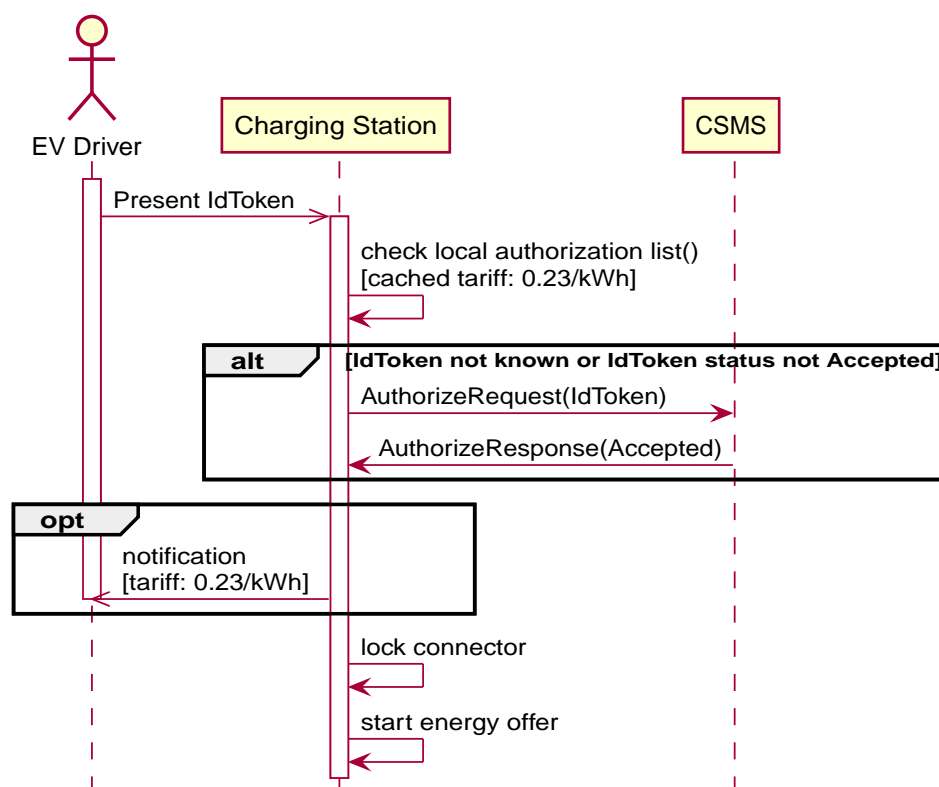 EV Driver
Charging Station
CSMS
Present IdToken
check local authorization list()
[cached tariff: 0.23/kWh]
alt
[IdToken not known or IdToken status not Accepted]
AuthorizeRequest(IdToken)
AuthorizeResponse(Accepted)
opt
notification
[tariff: 0.23/kWh]
lock connector
start energy offer